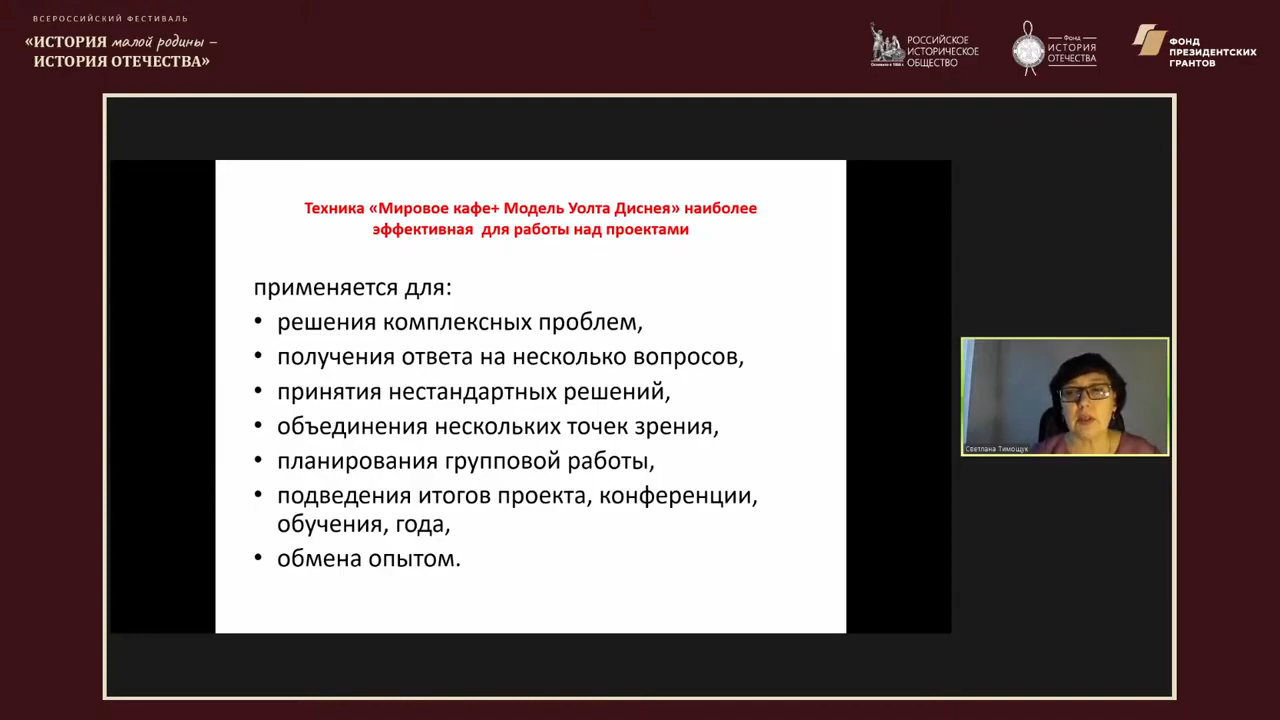 ВСЕРОССИЙСКИЙ ФЕСТИВАЛЬ
«ИСТОРИЯ малой родины –
ИСТОРИЯ ОТЕЧЕСТВА»
РОССИЙСКОЕ
ИСТОРИЧЕСКОЕ
ОБЩЕСТВО
Основано в 1866 г.
Фонд
ИСТОРИЯ
ОТЕЧЕСТВА
ФОНД
ПРЕЗИДЕНТСКИХ
ГРАНТОВ
Техника «Мировое кафе+ Модель Уолта Диснея» наиболее
эффективная для работы над проектами
применяется для:
• решения комплексных проблем,
• получения ответа на несколько вопросов,
• принятия нестандартных решений,
• объединения нескольких точек зрения,
• планирования групповой работы,
• подведения итогов проекта, конференции,
обучения, года,
• обмена опытом.
Светлана Тимощук